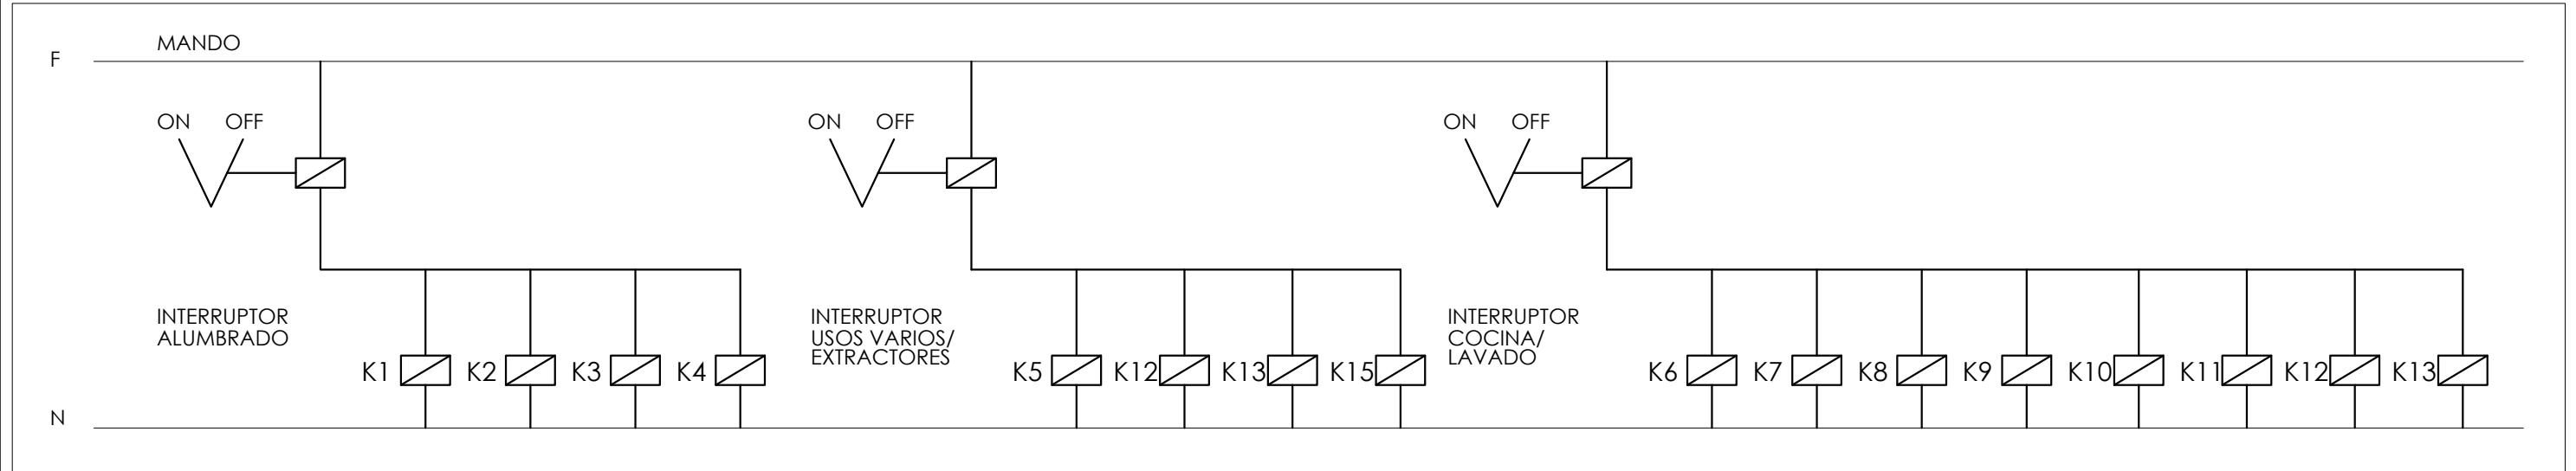 MANDO
F
ON OFF
ON OFF
ON OFF
INTERRUPTOR
ALUMBRADO
INTERRUPTOR
USOS VARIOS/
EXTRACTORES
INTERRUPTOR
COCINA/
LAVADO
K1 K2 K3 K4
K5 K12 K13 K15
K6 K7 K8 K9 K10 K11 K12 K13
N